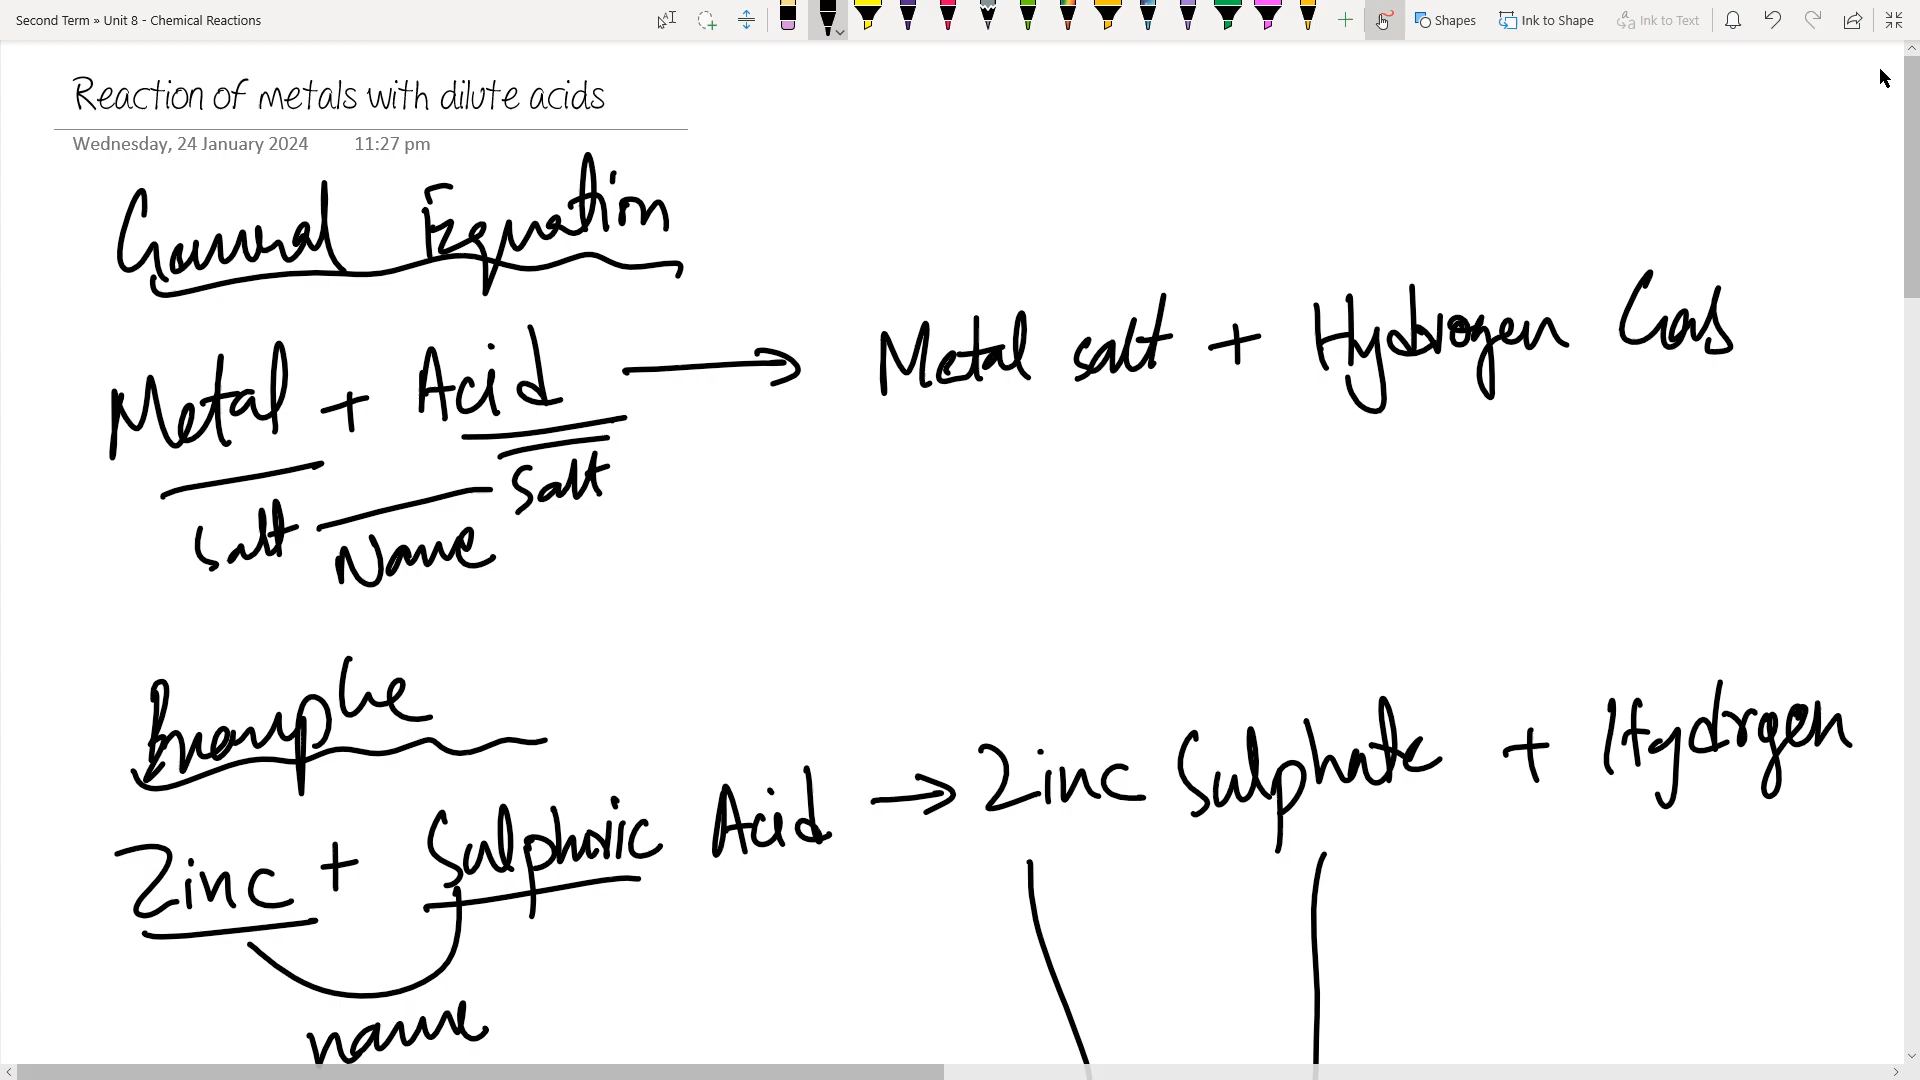 Second Term » Unit 8 - Chemical Reactions
Shapes Ink to Shape Ink to Text
Reaction of metals with dilute acids
Wednesday, 24 January 2024 11:27 pm
General Equation
Metal + Acid → Metal salt + Hydrogen Gas
Salt Name Salt
Example
Zinc + Sulphuric Acid → Zinc Sulphate + Hydrogen
name